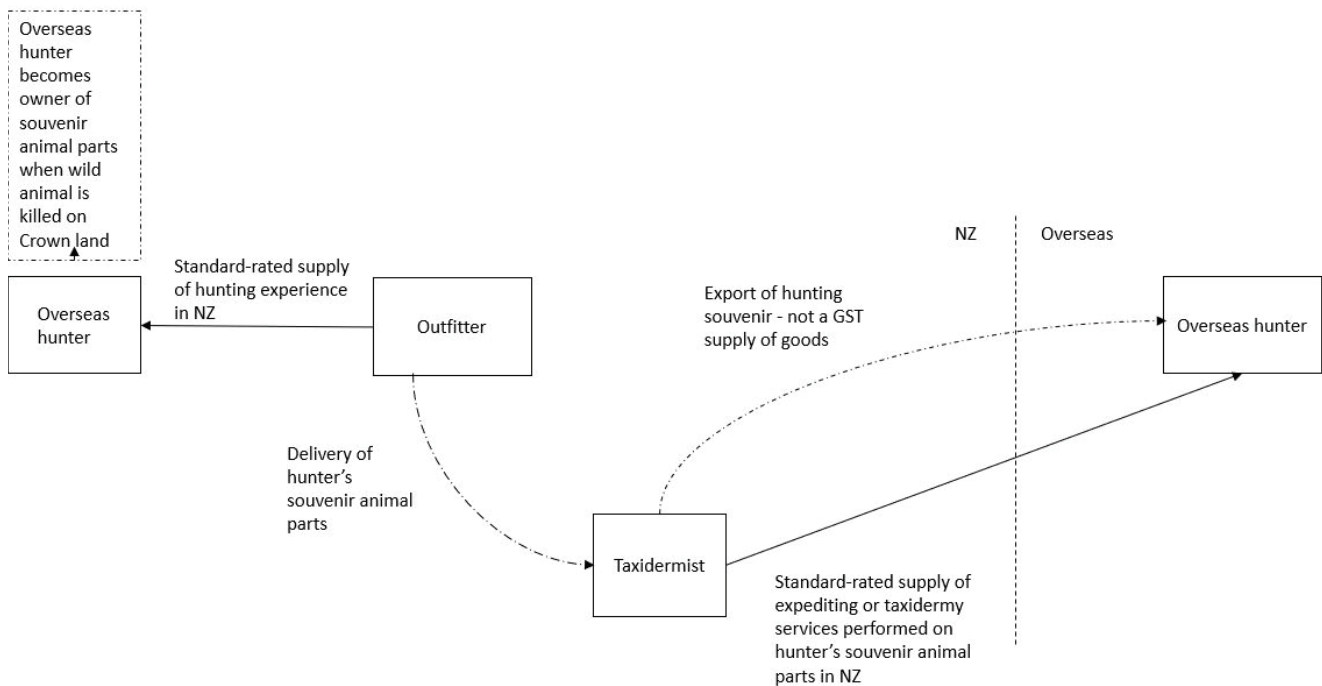 Overseas
hunter
becomes
owner of
souvenir
animal parts
when wild
animal is
killed on
Crown land
NZ
Overseas
Standard-rated supply
of hunting experience
in NZ
Overseas
hunter
Outfitter
Export of hunting
souvenir - not a GST
supply of goods
Overseas hunter
Delivery of
hunter’s
souvenir animal
parts
Taxidermist
Standard-rated supply of
expediting or taxidermy
services performed on
hunter’s souvenir animal
parts in NZ